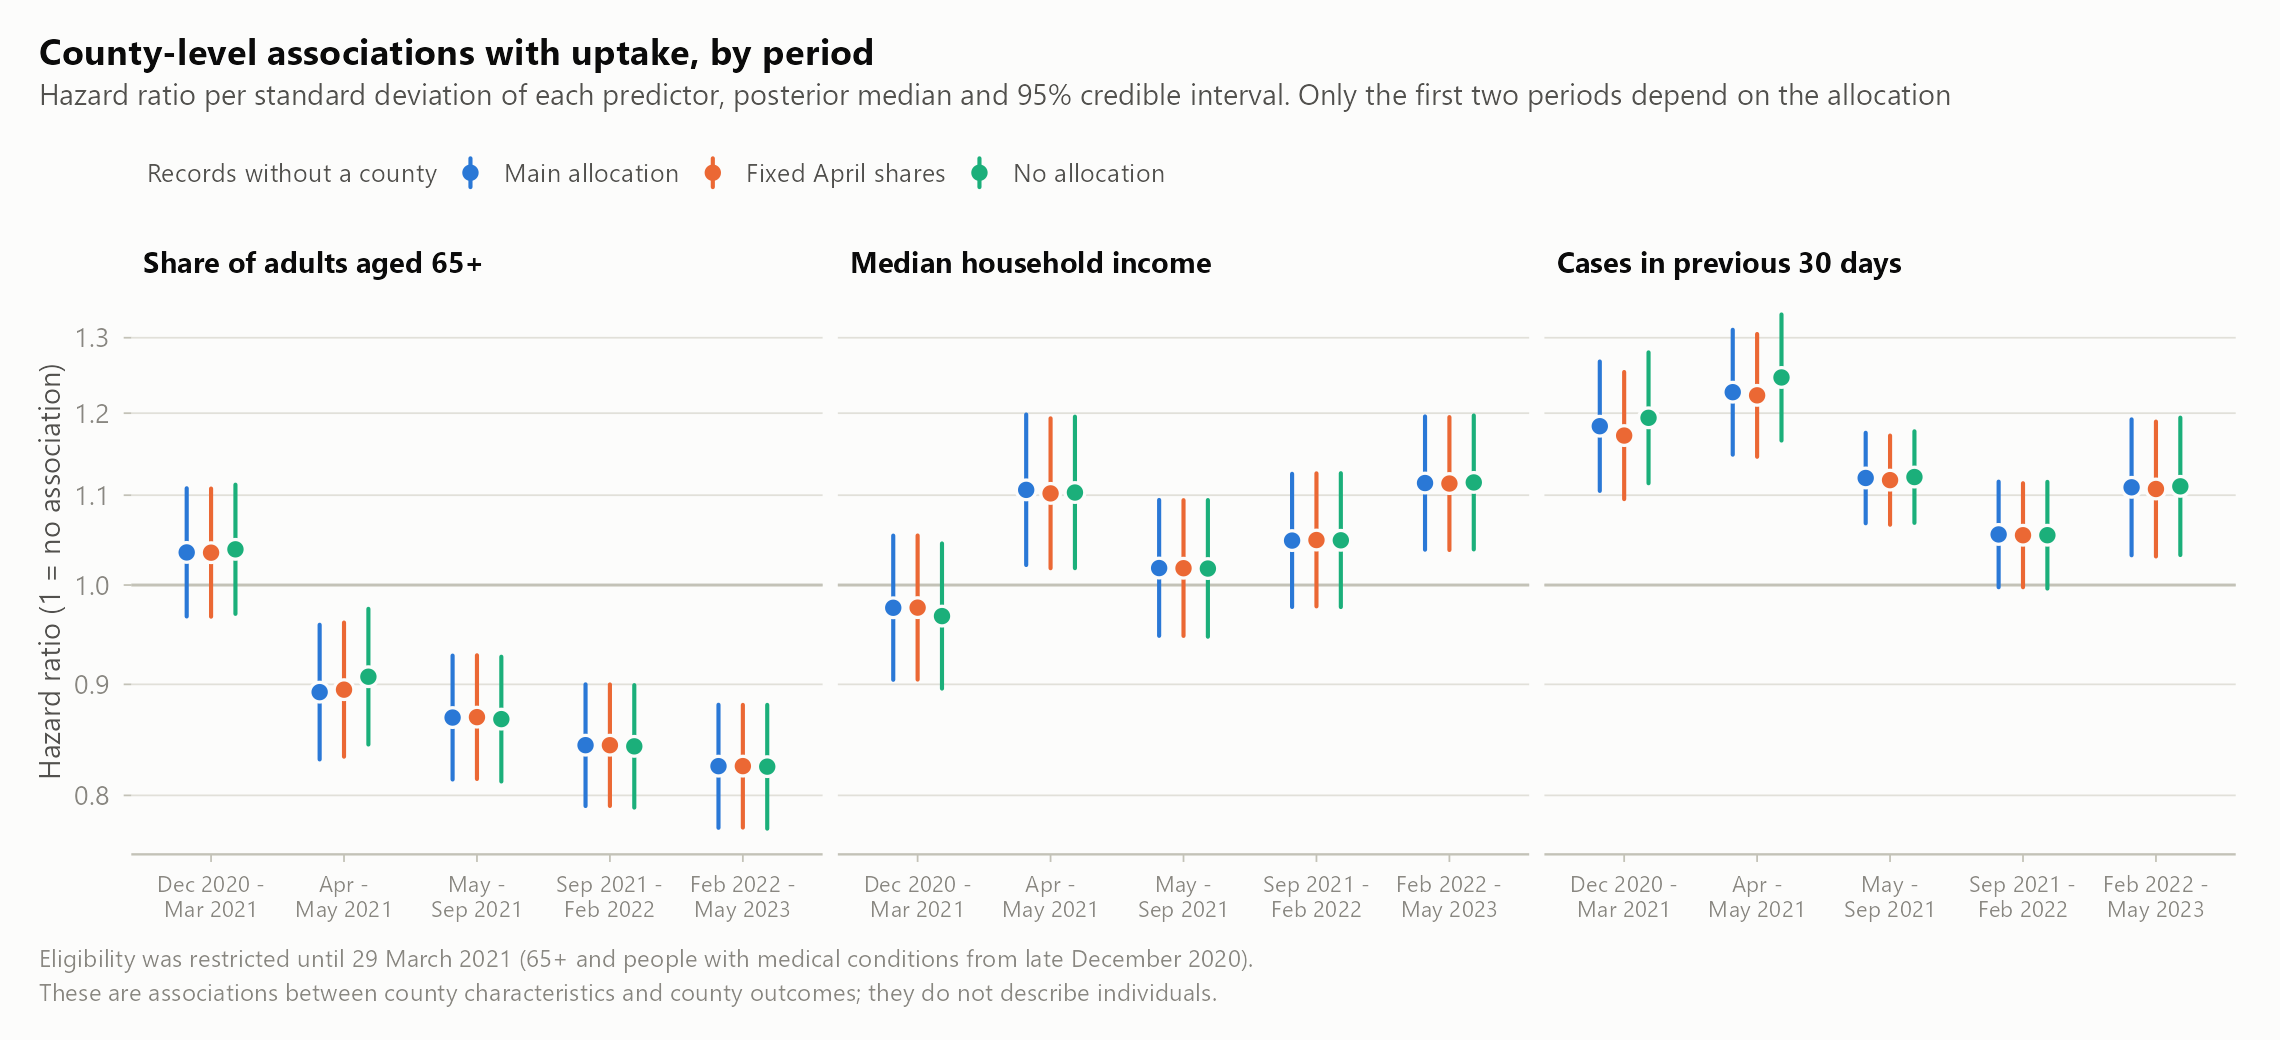 County-level associations with uptake, by period
Hazard ratio per standard deviation of each predictor, posterior median and 95% credible interval. Only the first two periods depend on the allocation
Records without a county Main allocation Fixed April shares No allocation
Share of adults aged 65+
Median household income
Cases in previous 30 days
Hazard ratio (1 = no association)
1.3
1.2
1.1
1.0
0.9
0.8
Dec 2020 - Apr - May - Sep 2021 - Feb 2022 -
Mar 2021 May 2021 Sep 2021 Feb 2022 May 2023
Dec 2020 - Apr - May - Sep 2021 - Feb 2022 -
Mar 2021 May 2021 Sep 2021 Feb 2022 May 2023
Dec 2020 - Apr - May - Sep 2021 - Feb 2022 -
Mar 2021 May 2021 Sep 2021 Feb 2022 May 2023
Eligibility was restricted until 29 March 2021 (65+ and people with medical conditions from late December 2020).
These are associations between county characteristics and county outcomes; they do not describe individuals.